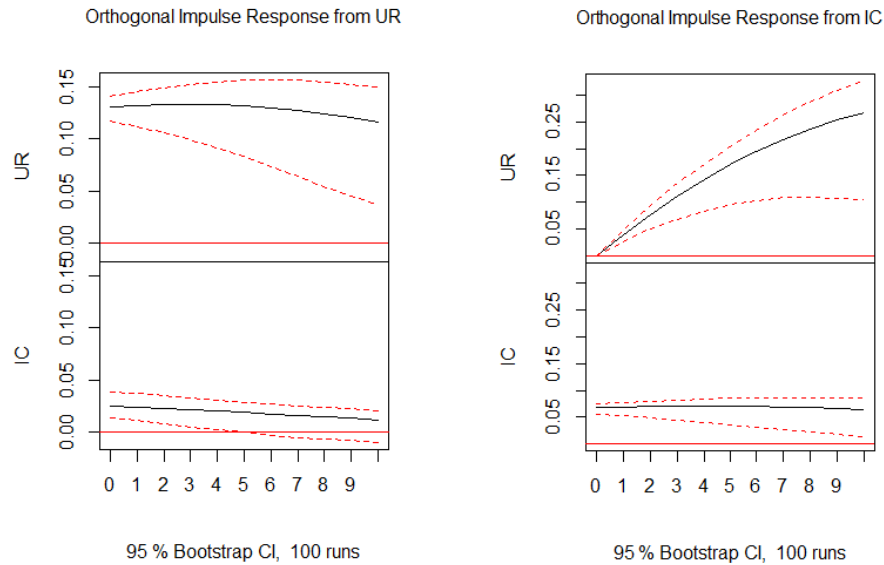 Orthogonal Impulse Response from UR
UR
0.00 0.05 0.10 0.15
IC
0.00 0.05 0.10 0.15
0 1 2 3 4 5 6 7 8 9
95 % Bootstrap CI, 100 runs
Orthogonal Impulse Response from IC
UR
0.05 0.15 0.25
IC
0.05 0.15 0.25
0 1 2 3 4 5 6 7 8 9
95 % Bootstrap CI, 100 runs